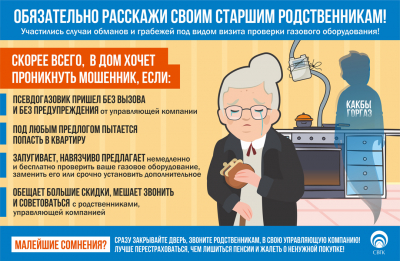 ОБЯЗАТЕЛЬНО РАССКАЖИ СВОИМ СТАРШИМ РОДСТВЕННИКАМ!
Участились случаи обманов и грабежей под видом визита проверки газового оборудования!
СКОРЕЕ ВСЕГО, В ДОМ ХОЧЕТ
ПРОНИКНУТЬ МОШЕННИК, ЕСЛИ:
ПСЕВДОГАЗОВИК ПРИШЕЛ БЕЗ ВЫЗОВА
И БЕЗ ПРЕДУПРЕЖДЕНИЯ от управляющей компании
ПОД ЛЮБЫМ ПРЕДЛОГОМ ПЫТАЕТСЯ
ПОПАСТЬ В КВАРТИРУ
ЗАПУГИВАЕТ, НАВЯЗЧИВО ПРЕДЛАГАЕТ немедленно
и бесплатно проверить ваше газовое оборудование,
заменить его или срочно установить дополнительное
ОБЕЩАЕТ БОЛЬШИЕ СКИДКИ, МЕШАЕТ ЗВОНИТЬ
И СОВЕТОВАТЬСЯ с родственниками,
управляющей компанией
КАКБЫ
ГОРГАЗ
МАЛЕЙШИЕ СОМНЕНИЯ?
СРАЗУ ЗАКРЫВАЙТЕ ДВЕРЬ, ЗВОНИТЕ РОДСТВЕННИКАМ, В СВОЮ УПРАВЛЯЮЩУЮ КОМПАНИЮ!
ЛУЧШЕ ПЕРЕСТРАХОВАТЬСЯ, ЧЕМ ЛИШИТЬСЯ ПЕНСИИ И ЖАЛЕТЬ О НЕНУЖНОЙ ПОКУПКЕ!
СВГК